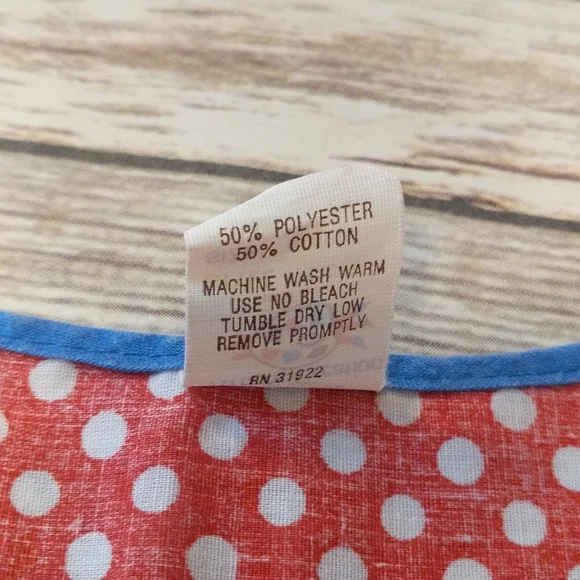 50% POLYESTER
50% COTTON
MACHINE WASH WARM
USE NO BLEACH
TUMBLE DRY LOW
REMOVE PROMPTLY
RN 31922